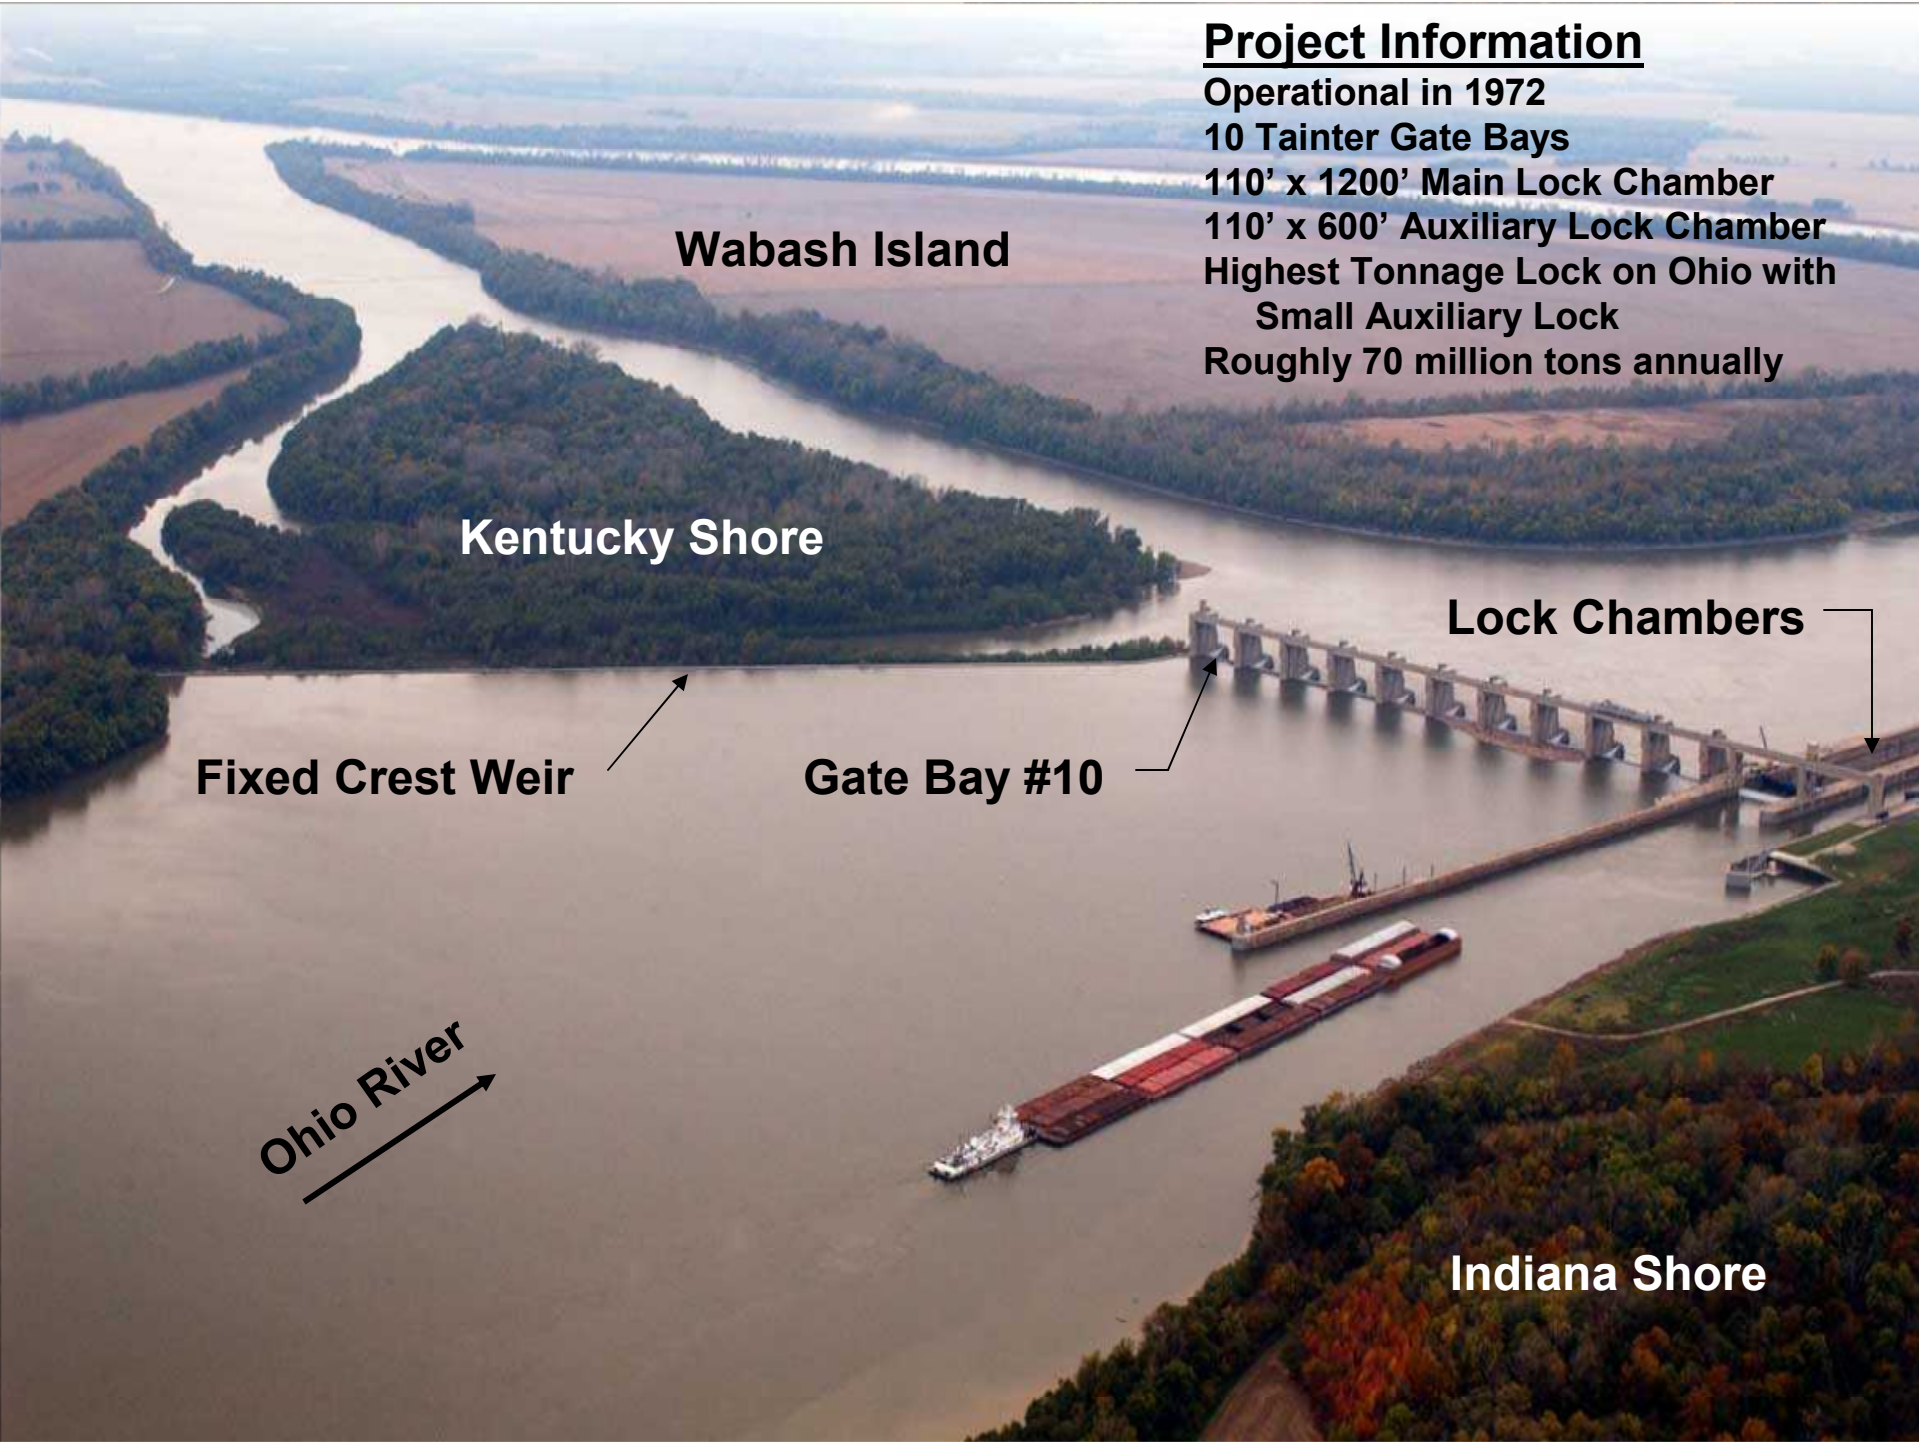 Project Information
Operational in 1972
10 Tainter Gate Bays
110’ x 1200’ Main Lock Chamber
110’ x 600’ Auxiliary Lock Chamber
Highest Tonnage Lock on Ohio with
Small Auxiliary Lock
Roughly 70 million tons annually
Wabash Island
Kentucky Shore
Lock Chambers
Fixed Crest Weir
Gate Bay #10
Ohio River
Indiana Shore